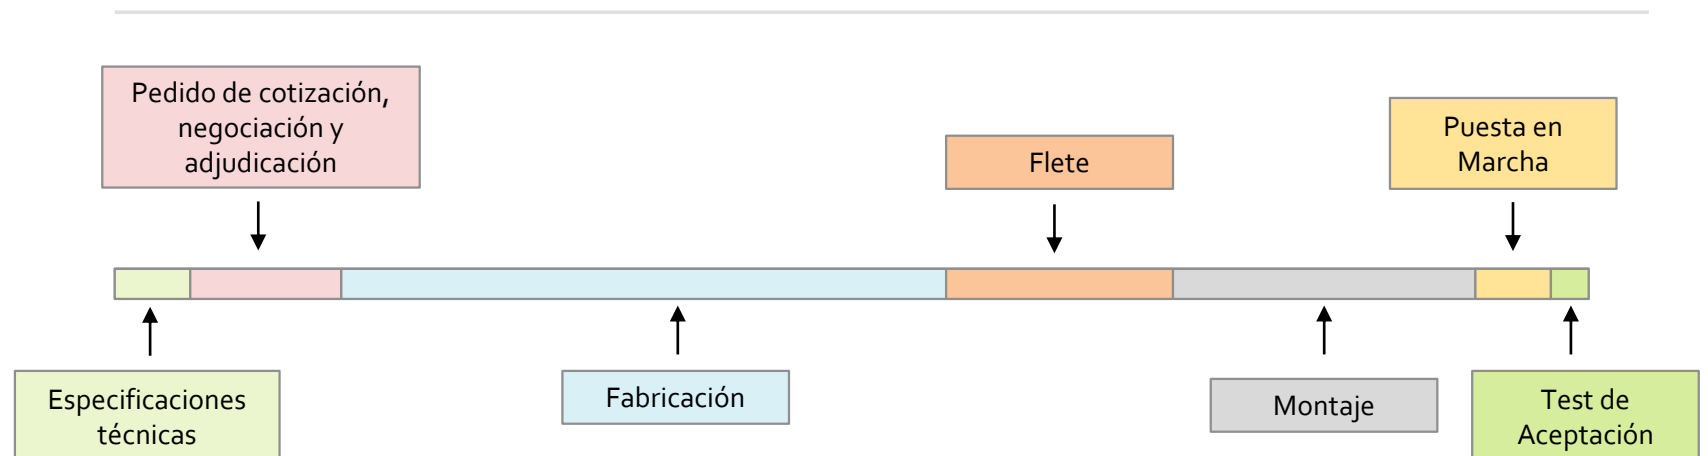 Pedido de cotización,
negociación y
adjudicación
Flete
Puesta en
Marcha
Especificaciones
técnicas
Fabricación
Montaje
Test de
Aceptación